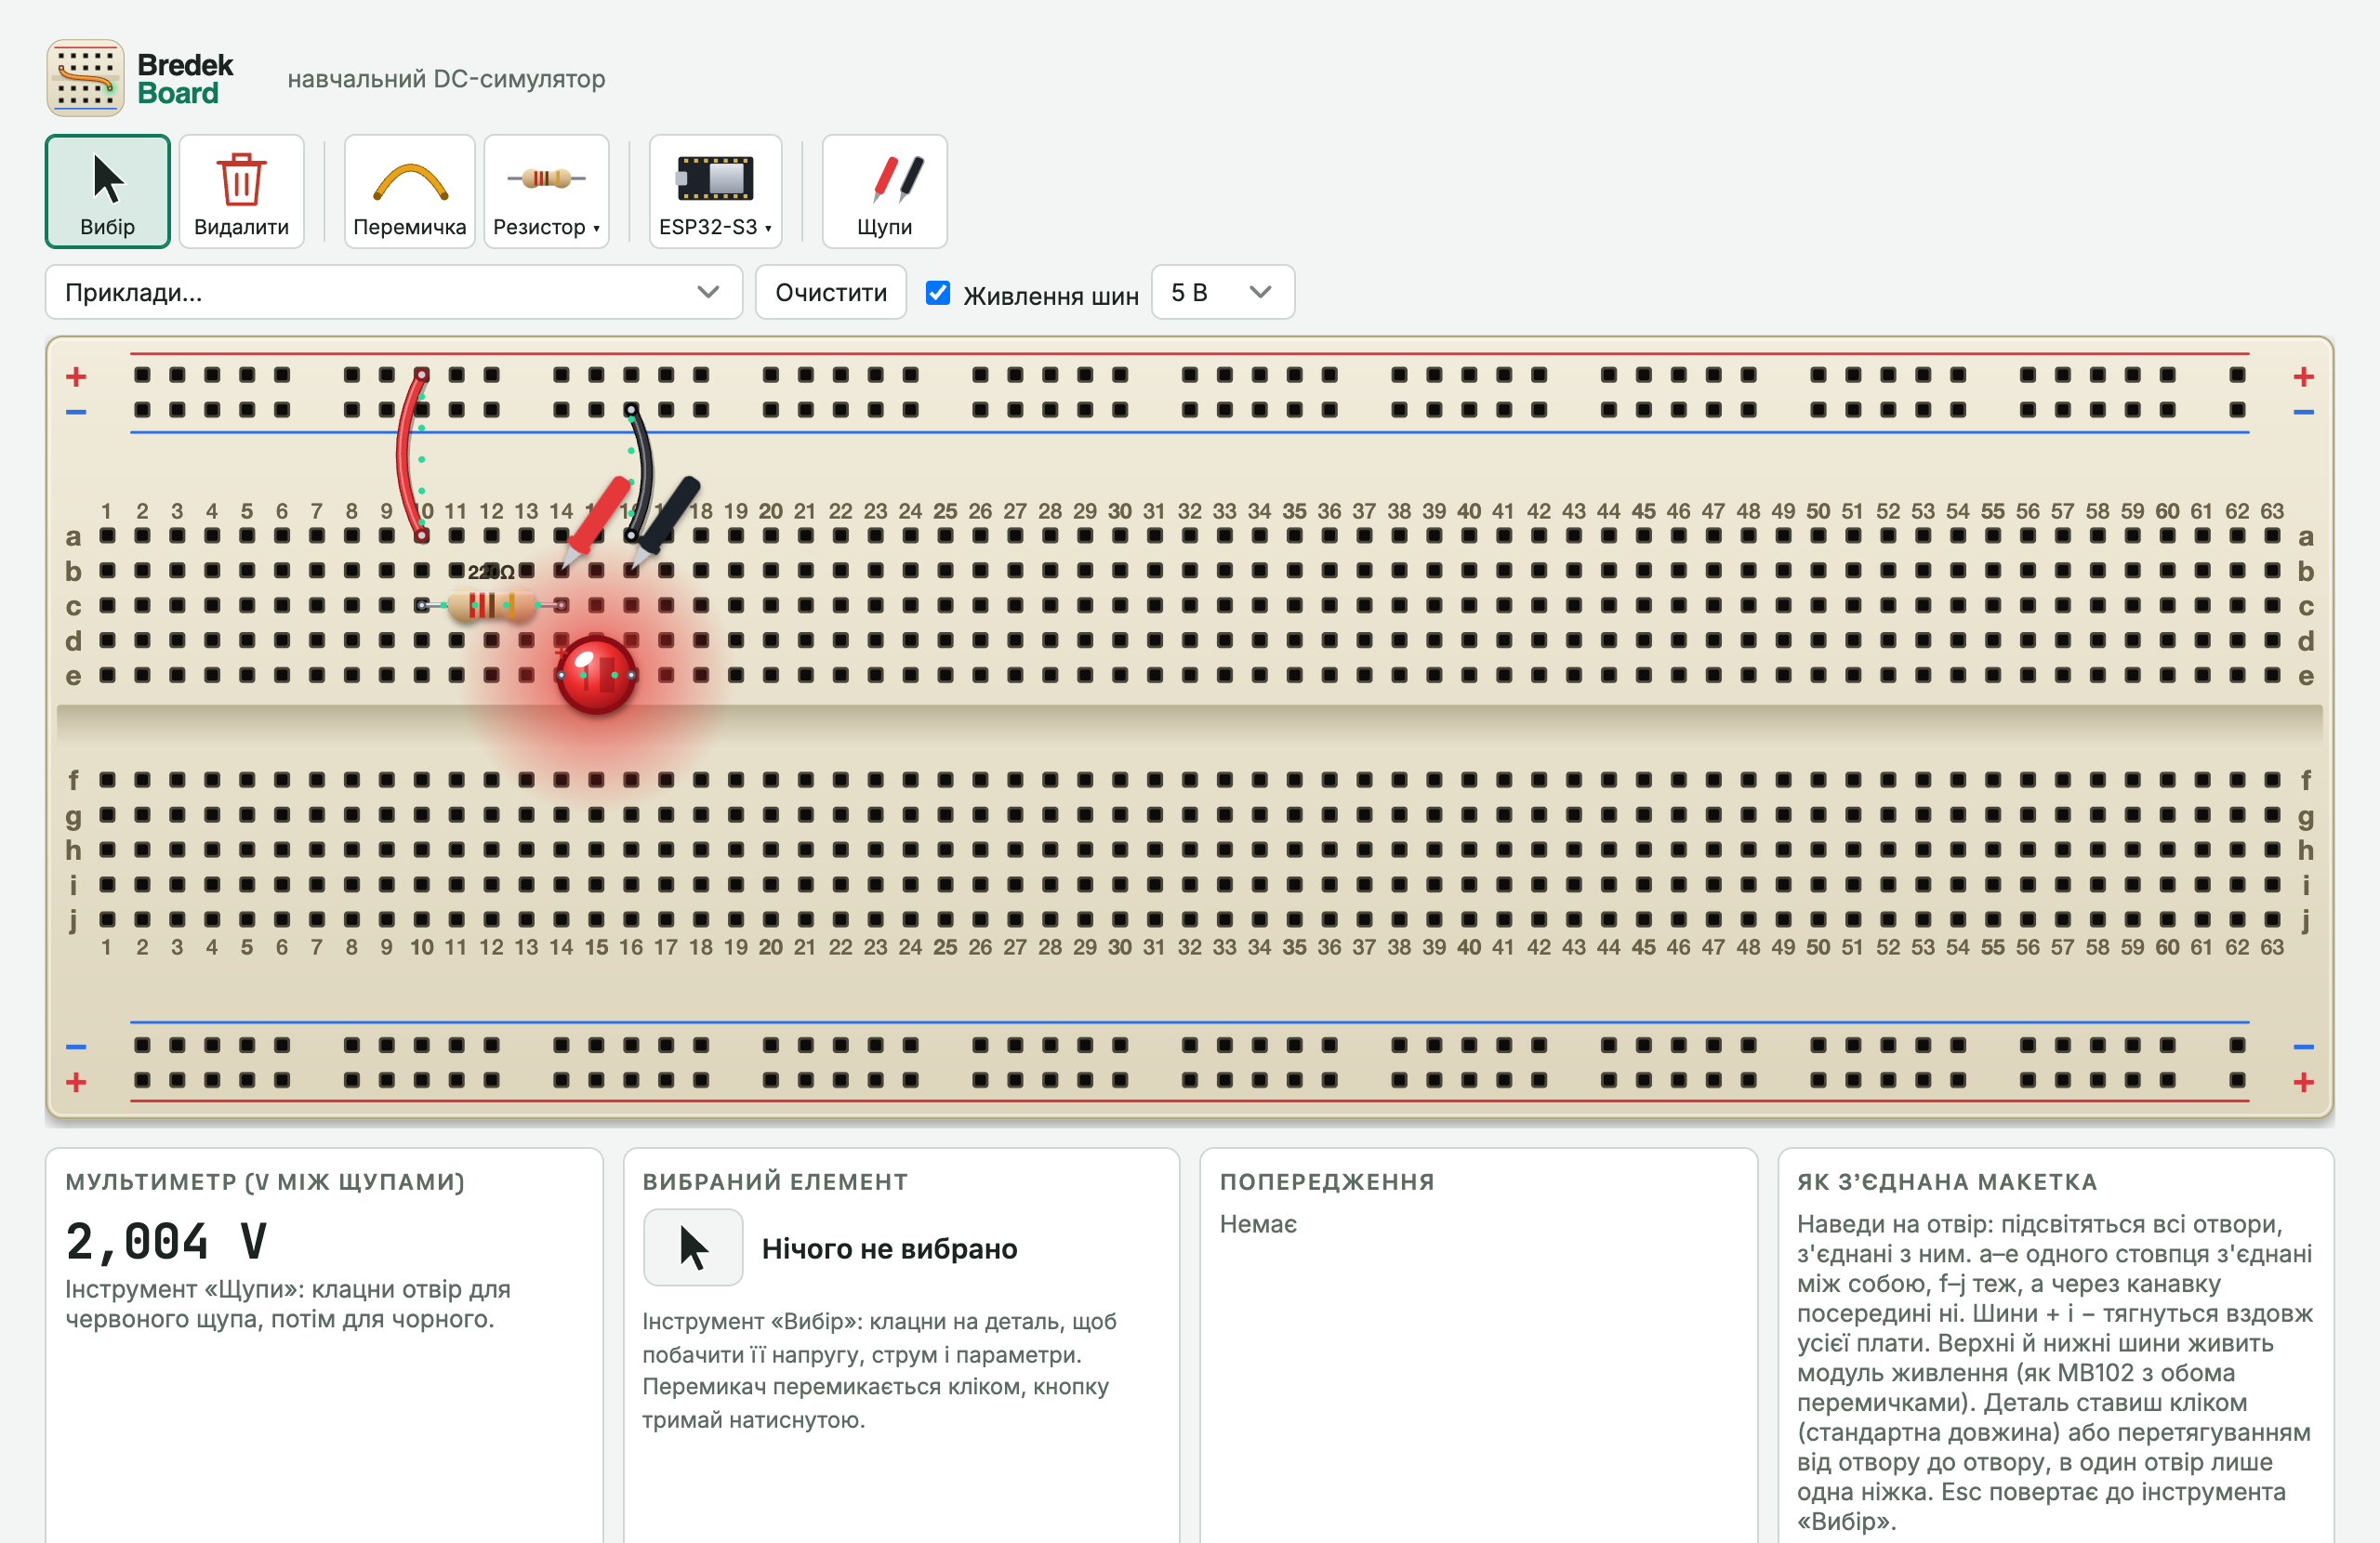 Bredek
Board
навчальний DC-симулятор
Вибір
Видалити
Перемичка
Резистор ▾
ESP32-S3 ▾
Щупи
Приклади...
Очистити
Живлення шин
5 В
+ +
− −
1 2 3 4 5 6 7 8 9 10 11 12 13 14 18 19 20 21 22 23 24 25 26 27 28 29 30 31 32 33 34 35 36 37 38 39 40 41 42 43 44 45 46 47 48 49 50 51 52 53 54 55 56 57 58 59 60 61 62 63
a a
b 220Ω b
c c
d d
+
e e
f f
g g
h h
i i
j j
1 2 3 4 5 6 7 8 9 10 11 12 13 14 15 16 17 18 19 20 21 22 23 24 25 26 27 28 29 30 31 32 33 34 35 36 37 38 39 40 41 42 43 44 45 46 47 48 49 50 51 52 53 54 55 56 57 58 59 60 61 62 63
− −
+ +
МУЛЬТИМЕТР (V МІЖ ЩУПАМИ)
2,004 V
Інструмент «Щупи»: клацни отвір для
червоного щупа, потім для чорного.
ВИБРАНИЙ ЕЛЕМЕНТ
Нічого не вибрано
Інструмент «Вибір»: клацни на деталь, щоб
побачити її напругу, струм і параметри.
Перемикач перемикається кліком, кнопку
тримай натиснутою.
ПОПЕРЕДЖЕННЯ
Немає
ЯК З’ЄДНАНА МАКЕТКА
Наведи на отвір: підсвітяться всі отвори,
з'єднані з ним. a–e одного стовпця з'єднані
між собою, f–j теж, а через канавку
посередині ні. Шини + і − тягнуться вздовж
усієї плати. Верхні й нижні шини живить
модуль живлення (як MB102 з обома
перемичками). Деталь ставиш кліком
(стандартна довжина) або перетягуванням
від отвору до отвору, в один отвір лише
одна ніжка. Esc повертає до інструмента
«Вибір».